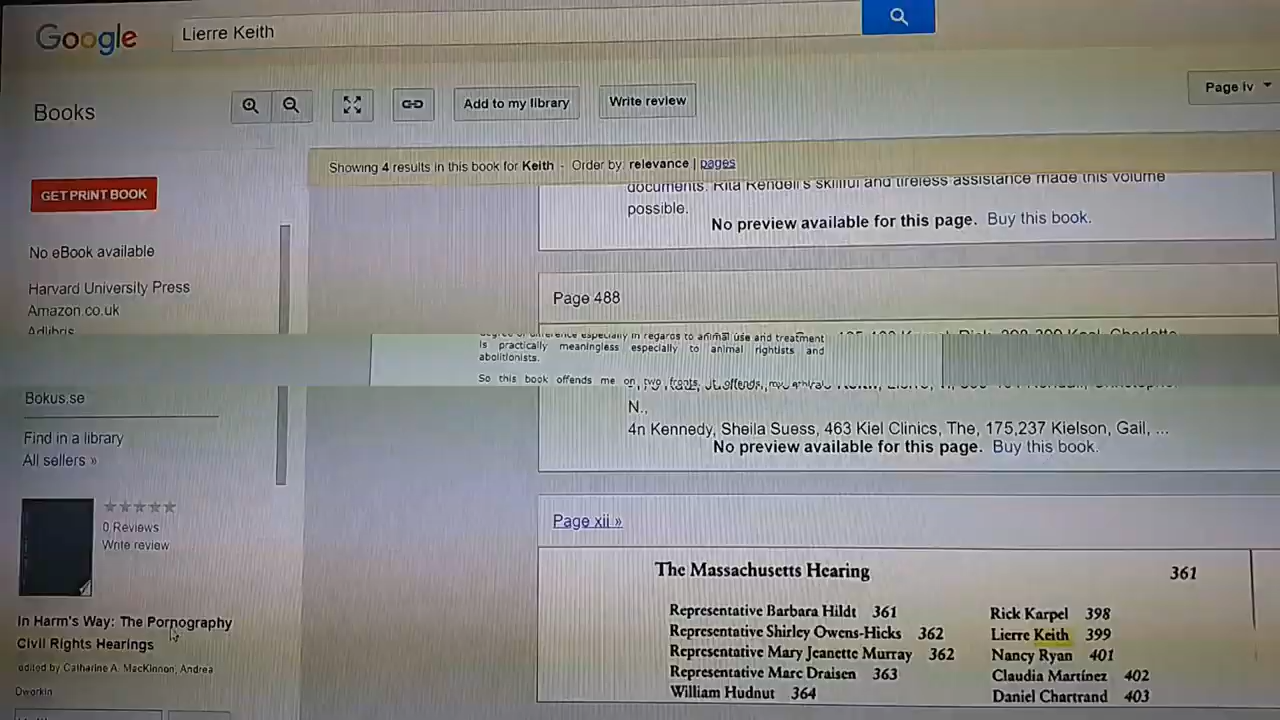 Google
Lierre Keith
Books
Add to my library
Write review
Page iv
Showing 4 results in this book for Keith - Order by: relevance | pages
GET PRINT BOOK
No eBook available
Harvard University Press
Amazon.co.uk
Adlibris
Bokus.se
Find in a library
All sellers »
0 Reviews
Write review
In Harm's Way: The Pornography
Civil Rights Hearings
edited by Catharine A. MacKinnon, Andrea
Dworkin
documents. Rita Rendell's skillful and tireless assistance made this volume
possible.
No preview available for this page. Buy this book.
Page 488
degree of difference especially in regards to animal use and treatment
is practically meaningless especially to animal rightists and
abolitionists.
So this book offends me on two fronts. It offends my
N.,
4n Kennedy, Sheila Suess, 463 Kiel Clinics, The, 175,237 Kielson, Gail, ...
No preview available for this page. Buy this book.
Page xii »
The Massachusetts Hearing 361
Representative Barbara Hildt 361
Representative Shirley Owens-Hicks 362
Representative Mary Jeanette Murray 362
Representative Marc Draisen 363
William Hudnut 364
Rick Karpel 398
Lierre Keith 399
Nancy Ryan 401
Claudia Martínez 402
Daniel Chartrand 403